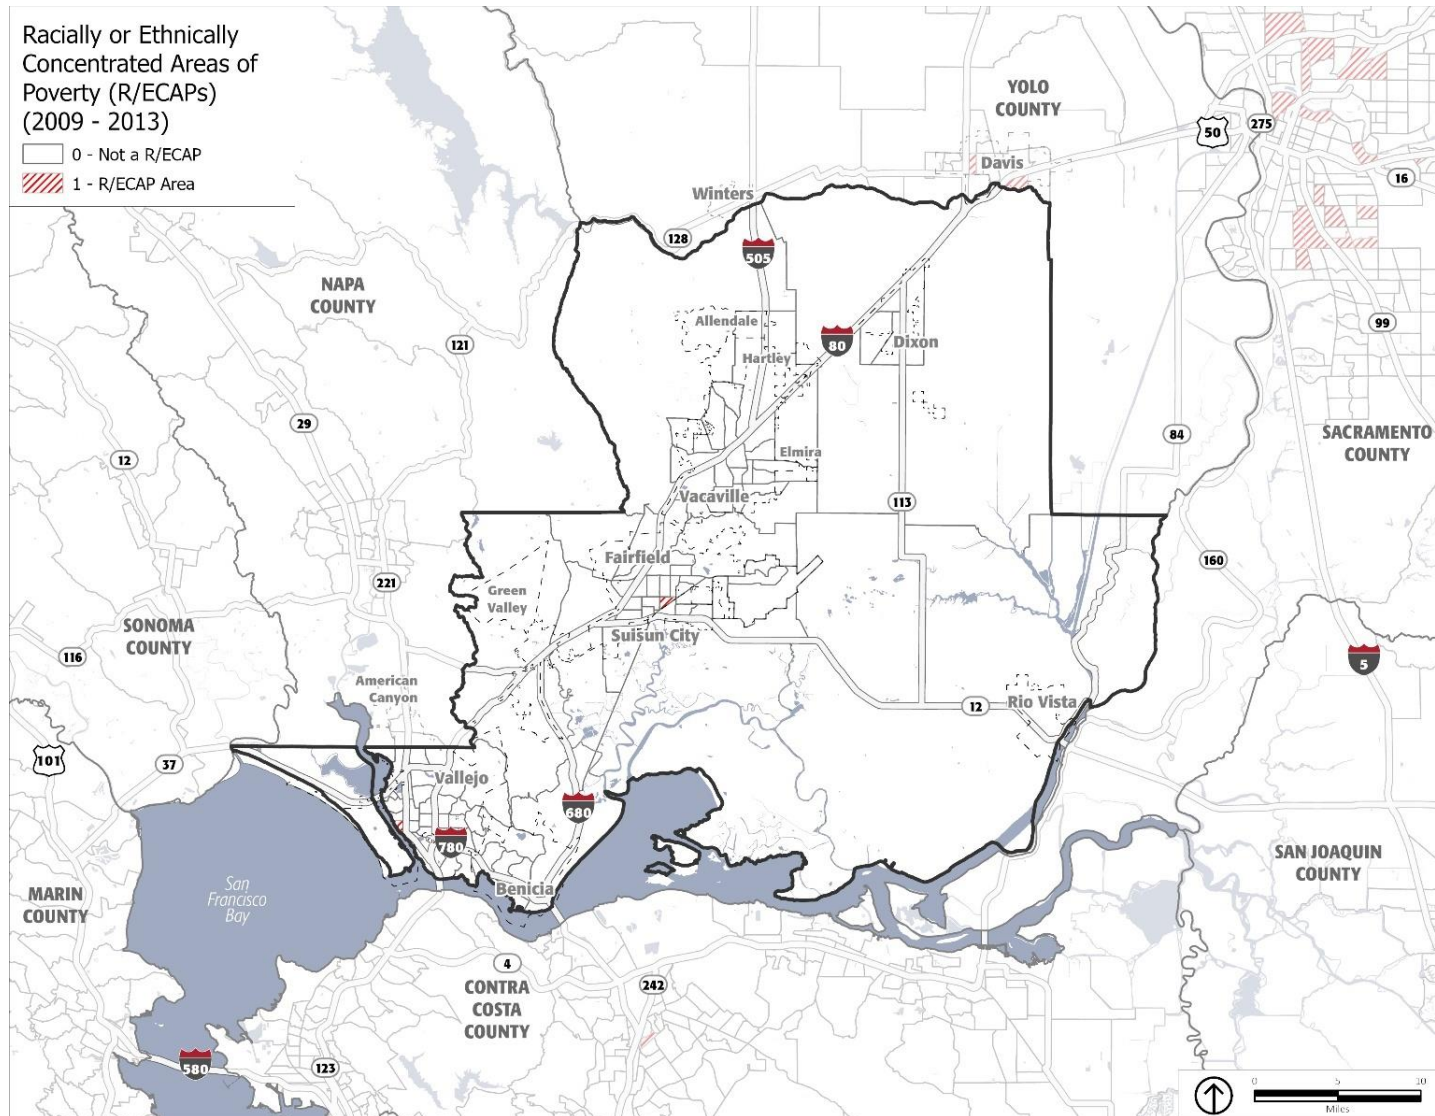 Racially or Ethnically
Concentrated Areas of
Poverty (R/ECAPs)
(2009 - 2013)
0 - Not a R/ECAP
1 - R/ECAP Area
YOLO
COUNTY
50
275
Davis
16
Winters
128
505
NAPA
COUNTY
Allendale
80
Dixon
99
121
Hartley
29
84
SACRAMENTO
COUNTY
12
Elmira
Vacaville
113
Fairfield
160
221
Green
Valley
SONOMA
COUNTY
Suisun City
116
5
American
Canyon
Rio Vista
12
101
37
Vallejo
680
780
SAN JOAQUIN
COUNTY
MARIN
COUNTY
San
Francisco
Bay
Benicia
4
CONTRA
COSTA
COUNTY
242
580
123
0 5 10
Miles